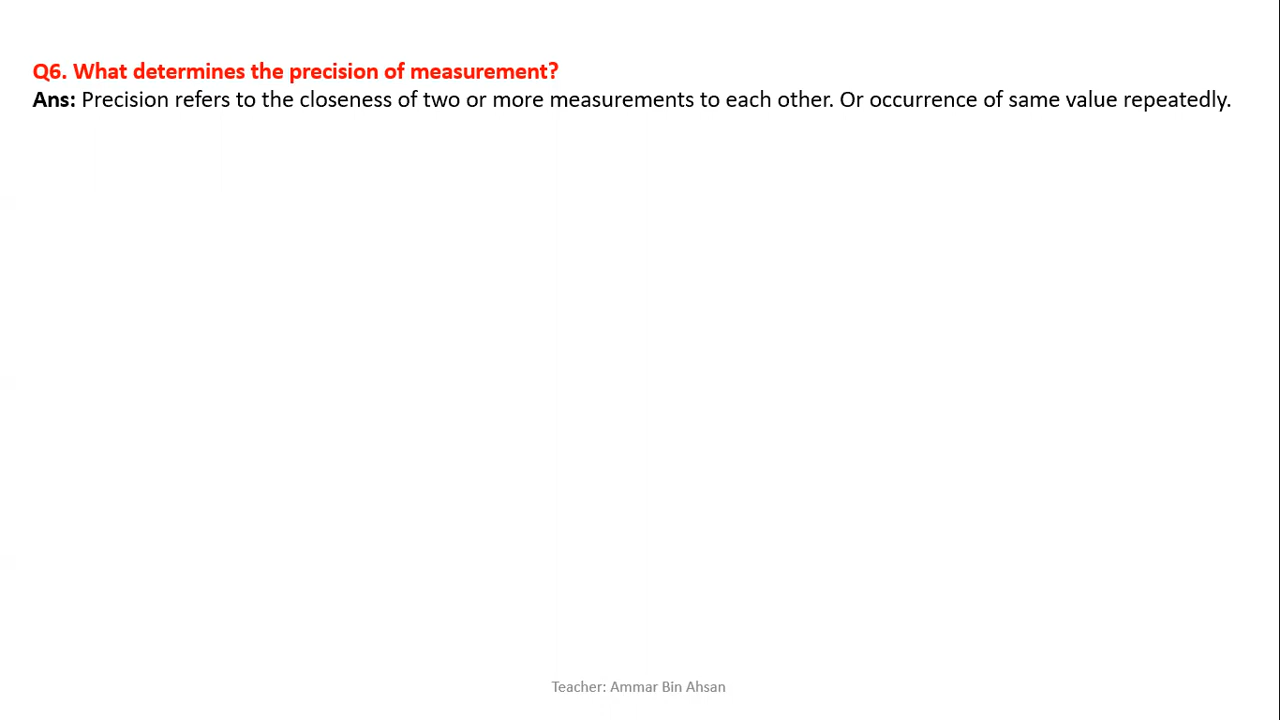 Q6. What determines the precision of measurement?
Ans: Precision refers to the closeness of two or more measurements to each other. Or occurrence of same value repeatedly.
Teacher: Ammar Bin Ahsan